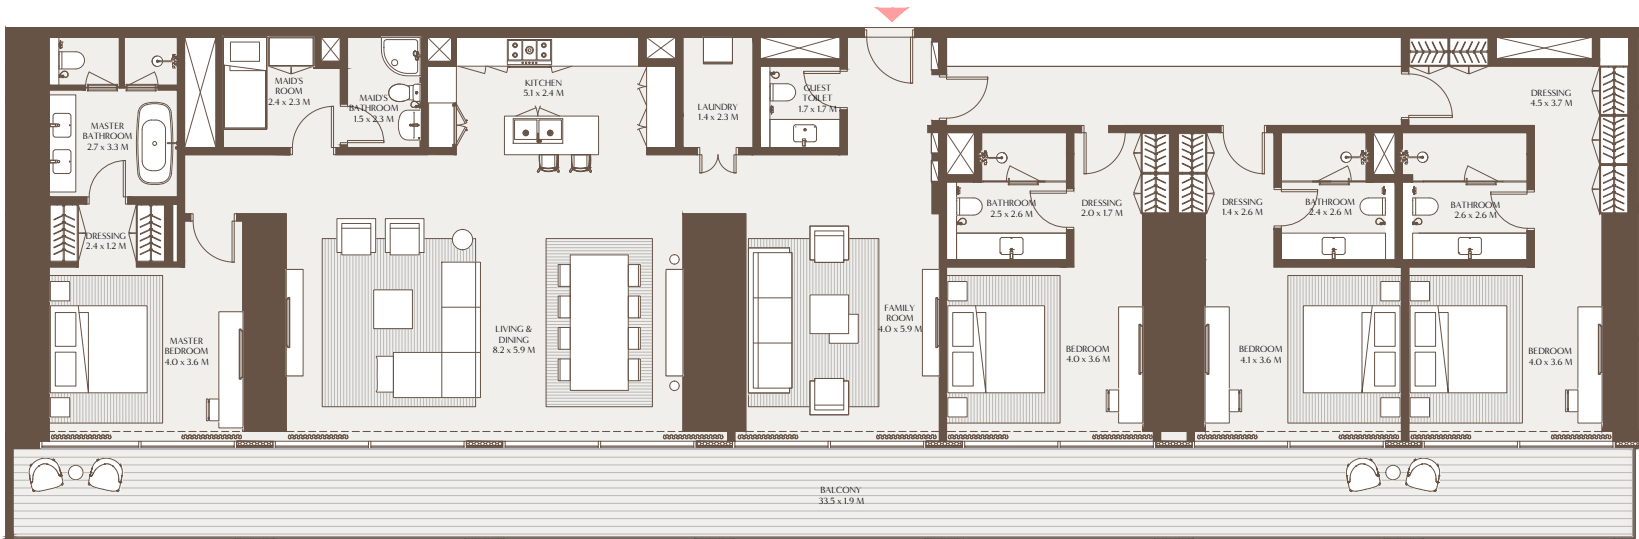 MAID'S
ROOM
2.4 x 2.3 M
MAID'S
BATHROOM
1.5 x 2.3 M
KITCHEN
5.1 x 2.4 M
LAUNDRY
1.4 x 2.3 M
GUEST
TOILET
1.7 x 1.7 M
DRESSING
4.5 x 3.7 M
MASTER
BATHROOM
2.7 x 3.3 M
DRESSING
2.4 x 1.2 M
BATHROOM
2.5 x 2.6 M
DRESSING
2.0 x 1.7 M
DRESSING
1.4 x 2.6 M
BATHROOM
2.4 x 2.6 M
BATHROOM
2.6 x 2.6 M
MASTER
BEDROOM
4.0 x 3.6 M
LIVING &
DINING
8.2 x 5.9 M
FAMILY
ROOM
4.0 x 5.9 M
BEDROOM
4.0 x 3.6 M
BEDROOM
4.1 x 3.6 M
BEDROOM
4.0 x 3.6 M
BALCONY
33.5 x 1.9 M